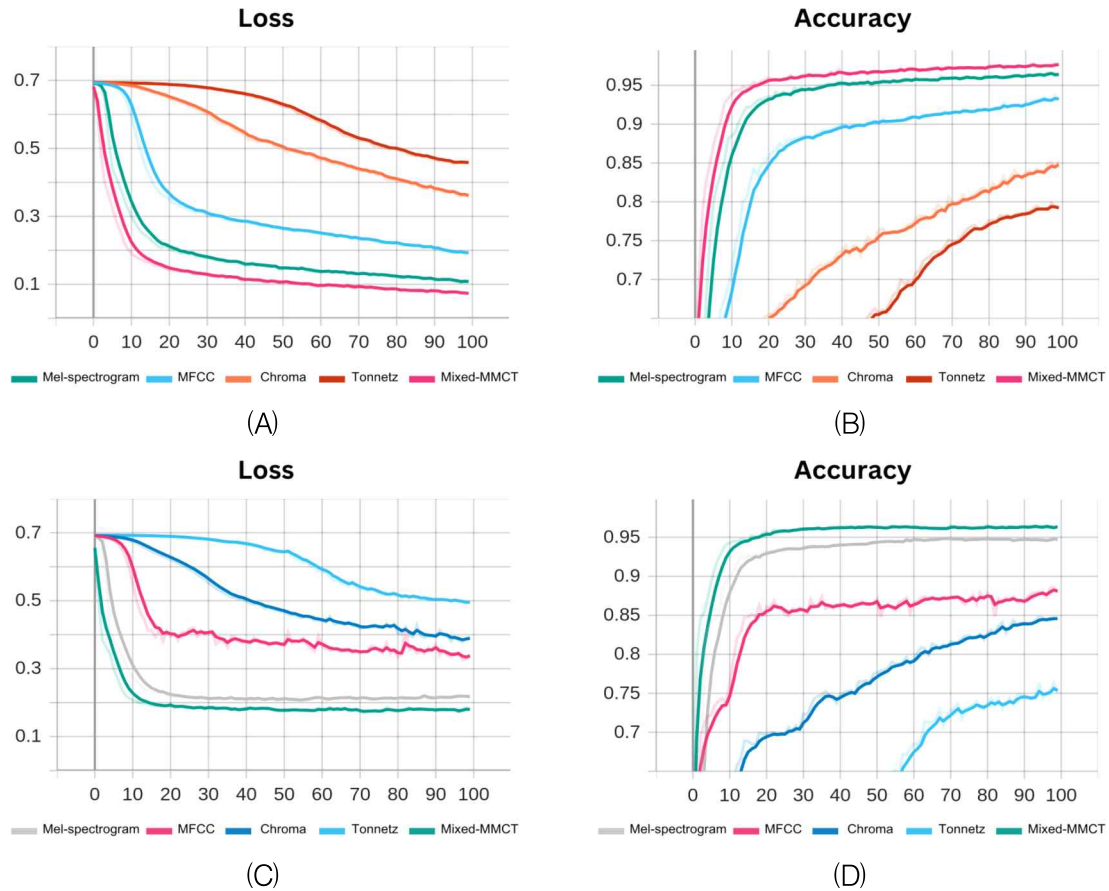 Loss
0.7
0.5
0.3
0.1
0 10 20 30 40 50 60 70 80 90 100
Mel-spectrogram MFCC Chroma Tonnetz Mixed-MMCT
(A)
Accuracy
0.95
0.9
0.85
0.8
0.75
0.7
0 10 20 30 40 50 60 70 80 90 100
Mel-spectrogram MFCC Chroma Tonnetz Mixed-MMCT
(B)
Loss
0.7
0.5
0.3
0.1
0 10 20 30 40 50 60 70 80 90 100
Mel-spectrogram MFCC Chroma Tonnetz Mixed-MMCT
(C)
Accuracy
0.95
0.9
0.85
0.8
0.75
0.7
0 10 20 30 40 50 60 70 80 90 100
Mel-spectrogram MFCC Chroma Tonnetz Mixed-MMCT
(D)